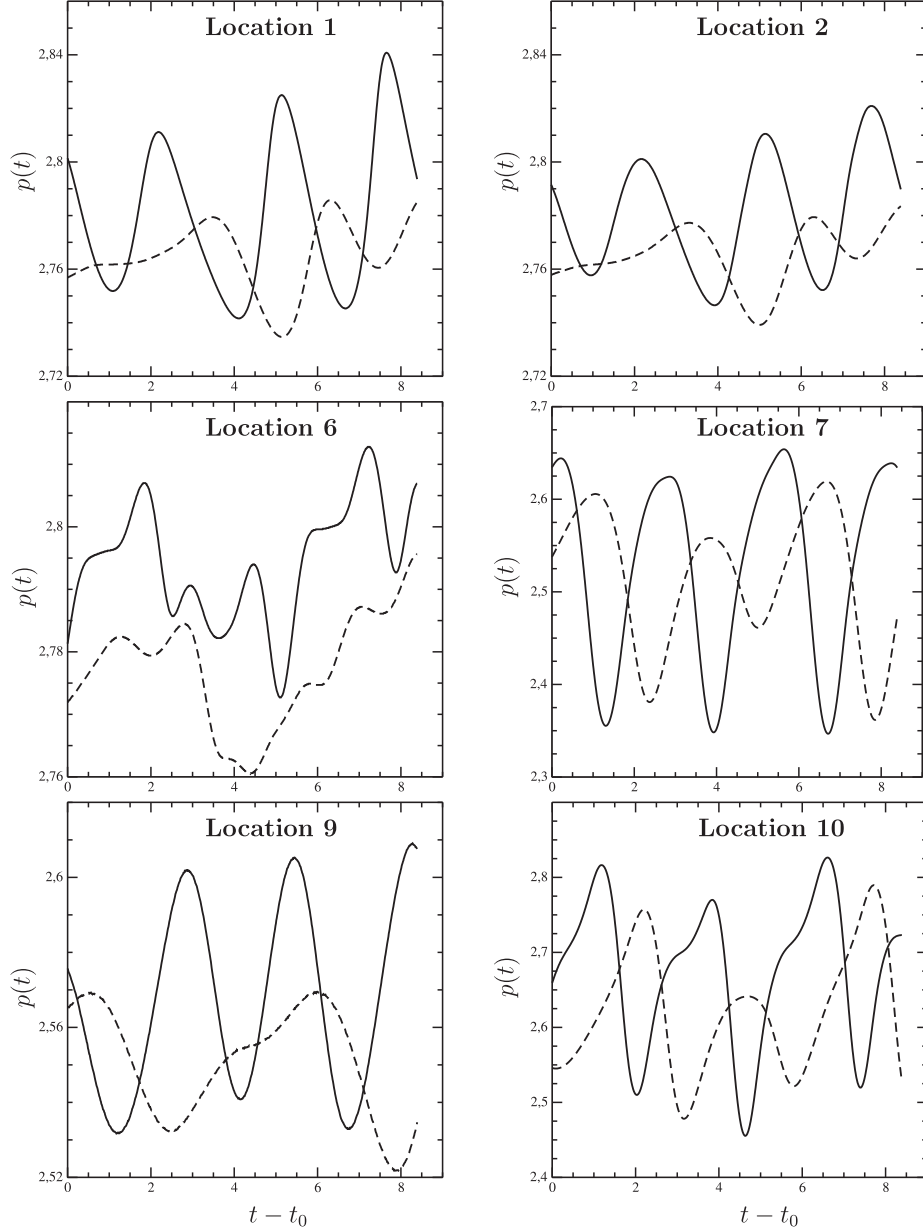 Location 1
2,84
2,8
2,76
2,72
p(t)
0 2 4 6 8
Location 2
2,84
2,8
2,76
2,72
p(t)
0 2 4 6 8
Location 6
2,8
2,78
2,76
p(t)
0 2 4 6 8
Location 7
2,7
2,6
2,5
2,4
2,3
p(t)
0 2 4 6 8
Location 9
2,6
2,56
2,52
p(t)
0 2 4 6 8
t − t₀
Location 10
2,8
2,7
2,6
2,5
2,4
p(t)
0 2 4 6 8
t − t₀